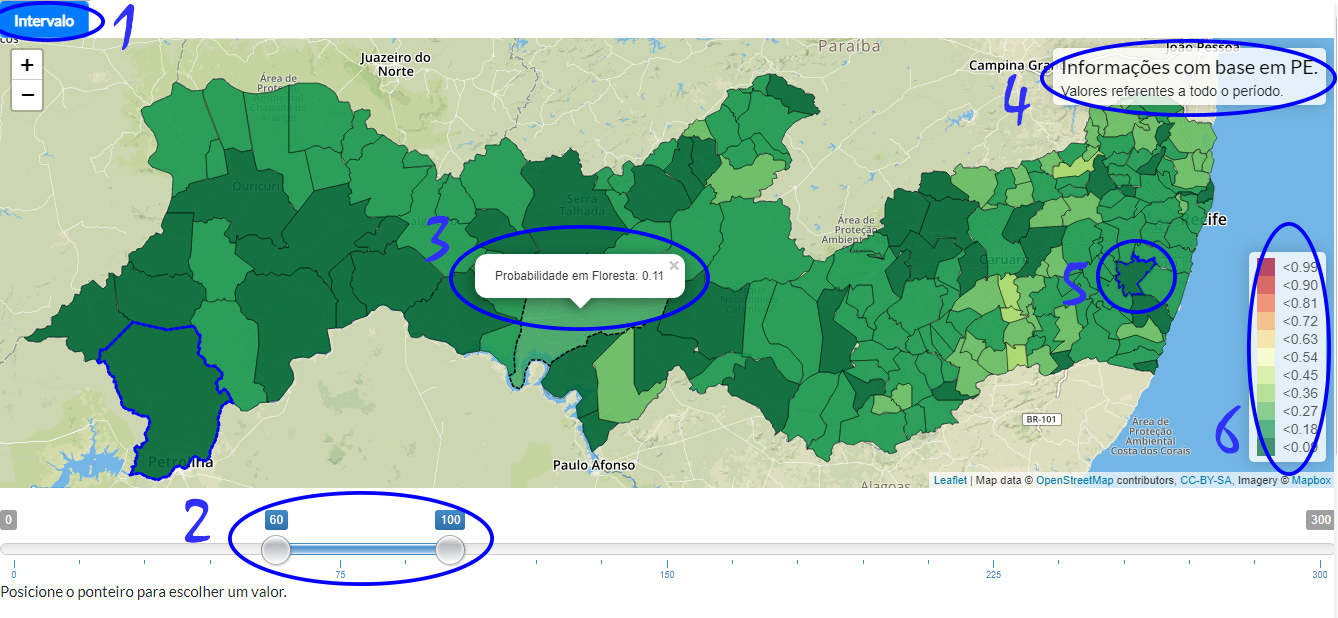 Intervalo
1
cos
+
−
Juazeiro do
Norte
Área de
Ambiental
Paraíba
João Pessoa
Campina Gra
4
Informações com base em PE.
Valores referentes a todo o período.
Ouricuri
Serra
Talhada
3
Probabilidade em Floresta: 0.11
×
Área de
Proteção
Ambiental
Caruaru
ecife
5
<0.99
<0.90
<0.81
<0.72
<0.63
<0.54
<0.45
<0.36
<0.27
<0.18
<0.09
6
BR-101
Área de
Proteção
Ambiental
Costa dos Corais
Petrolina
Paulo Afonso
Alagoas
Leaflet | Map data © OpenStreetMap contributors, CC-BY-SA, Imagery © Mapbox
2
0
60
100
300
0
75
150
225
300
Posicione o ponteiro para escolher um valor.